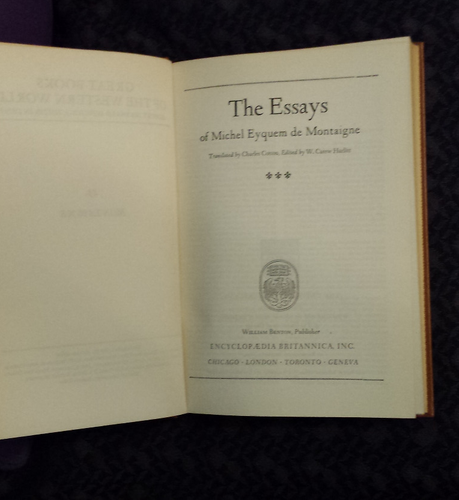 The Essays
of Michel Eyquem de Montaigne
Translated by Charles Cotton, Edited by W. Carew Hazlitt
WILLIAM BENTON, Publisher
ENCYCLOPÆDIA BRITANNICA, INC.
CHICAGO · LONDON · TORONTO · GENEVA